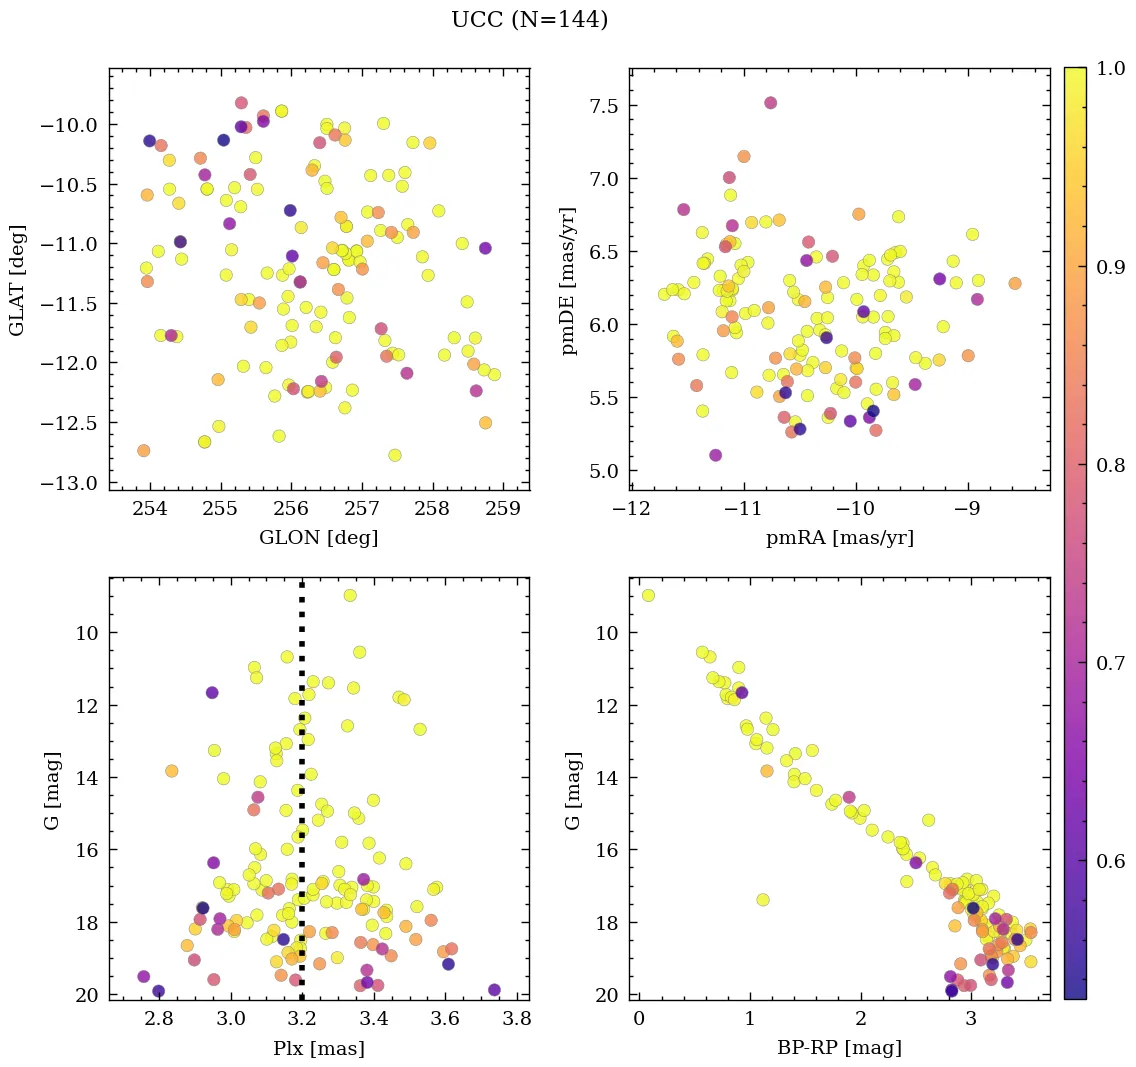 UCC (N=144)
−10.0
−10.5
−11.0
−11.5
−12.0
−12.5
−13.0
GLAT [deg]
254 255 256 257 258 259
GLON [deg]
7.5
7.0
6.5
6.0
5.5
5.0
pmDE [mas/yr]
−12 −11 −10 −9
pmRA [mas/yr]
10
12
14
16
18
20
G [mag]
2.8 3.0 3.2 3.4 3.6 3.8
Plx [mas]
10
12
14
16
18
20
G [mag]
0 1 2 3
BP-RP [mag]
1.0
0.9
0.8
0.7
0.6